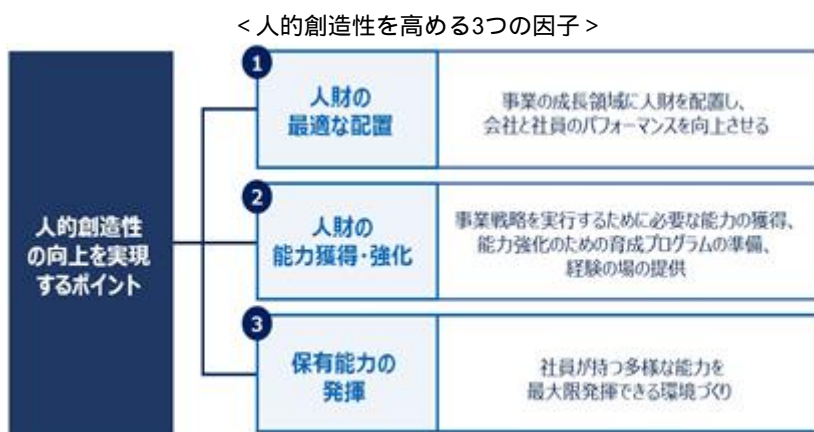 <人的創造性を高める3つの因子>
人的創造性
の向上を実現
するポイント
1
人財の
最適な配置
事業の成長領域に人財を配置し、
会社と社員のパフォーマンスを向上させる
2
人財の
能力獲得・強化
事業戦略を実行するために必要な能力の獲得、
能力強化のための育成プログラムの準備、
経験の場の提供
3
保有能力の
発揮
社員が持つ多様な能力を
最大限発揮できる環境づくり